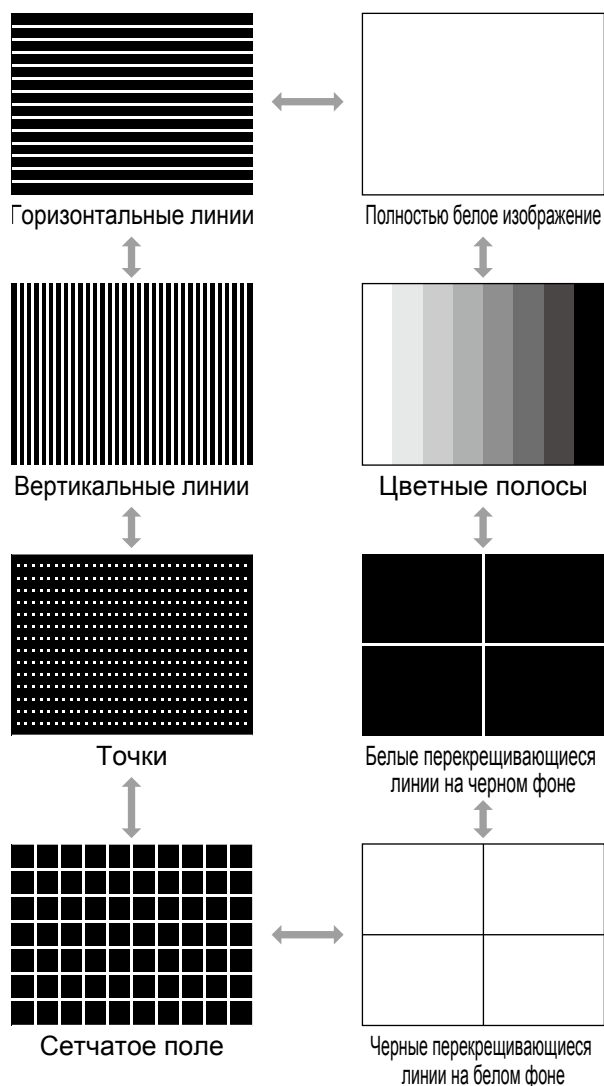 Горизонтальные линии
Полностью белое изображение
Вертикальные линии
Цветные полосы
Точки
Белые перекрещивающиеся
линии на черном фоне
Сетчатое поле
Черные перекрещивающиеся
линии на белом фоне